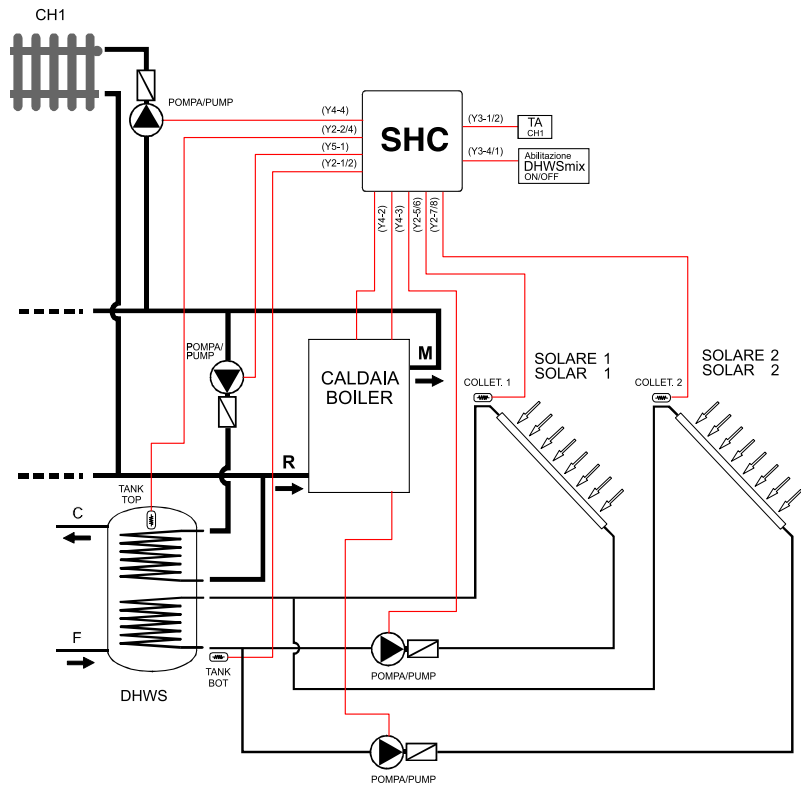 CH1
POMPA/PUMP
(Y4-4)
(Y2-2/4)
(Y5-1)
(Y2-1/2)
SHC
(Y3-1/2)
(Y3-4/1)
TA
CH1
Abilitazione
DHWSmix
ON/OFF
(Y4-2)
(Y4-3)
(Y2-5/6)
(Y2-7/8)
POMPA/
PUMP
M
CALDAIA
BOILER
R
COLLET. 1
SOLARE 1
SOLAR 1
COLLET. 2
SOLARE 2
SOLAR 2
TANK
TOP
C
F
DHWS
TANK
BOT
POMPA/PUMP
POMPA/PUMP